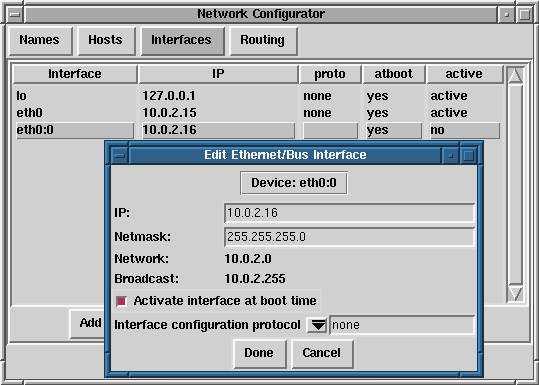 Network Configurator
Names Hosts Interfaces Routing
Interface IP proto atboot active
lo 127.0.0.1 none yes active
eth0 10.0.2.15 none yes active
eth0:0 10.0.2.16 yes no
Edit Ethernet/Bus Interface
Device: eth0:0
IP: 10.0.2.16
Netmask: 255.255.255.0
Network: 10.0.2.0
Broadcast: 10.0.2.255
Activate interface at boot time
Add
Interface configuration protocol none
Done Cancel